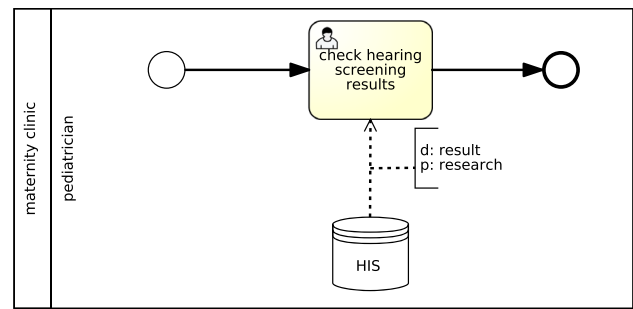 maternity clinic
pediatrician
check hearing
screening
results
d: result
p: research
HIS